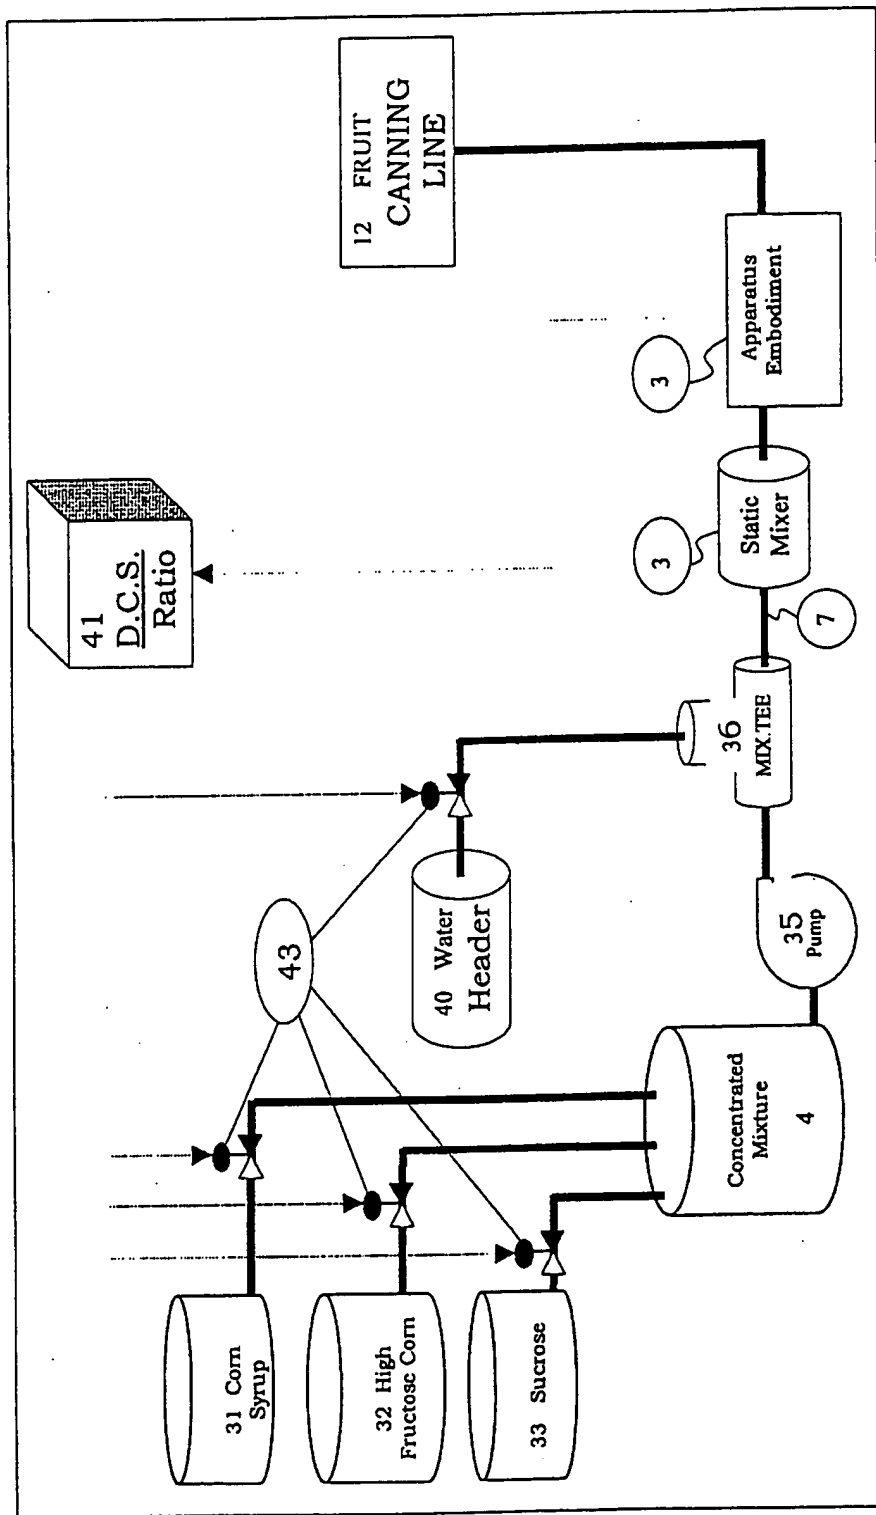 41
D.C.S.
Ratio
12 FRUIT
CANNING
LINE
43
31 Corn
Syrup
32 High
Fructose Corn
33 Sucrose
40 Water
Header
Concentrated
Mixture
4
35
Pump
36
MIX.TEE
7
3
Static
Mixer
3
Apparatus
Embodiment